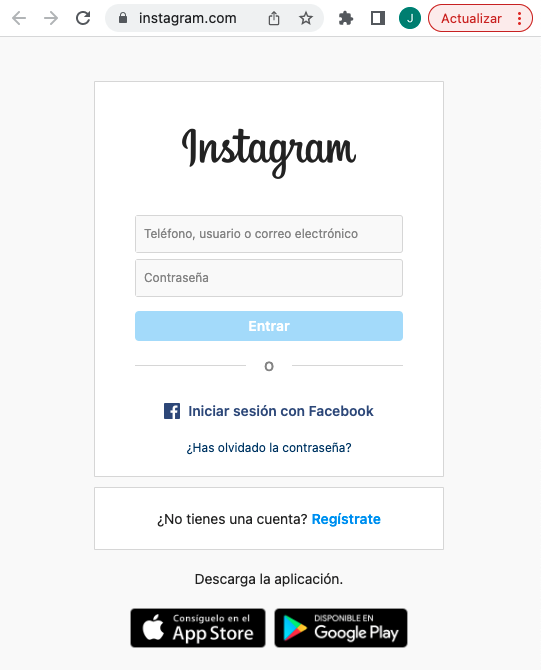 instagram.com
J
Actualizar
Instagram
Teléfono, usuario o correo electrónico
Contraseña
Entrar
O
Iniciar sesión con Facebook
¿Has olvidado la contraseña?
¿No tienes una cuenta? Regístrate
Descarga la aplicación.
Consíguelo en el
App Store
DISPONIBLE EN
Google Play